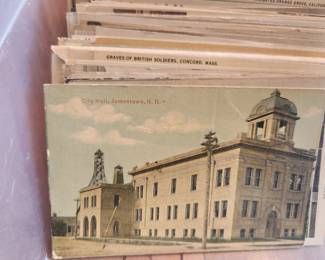 GRAVES OF BRITISH SOLDIERS, CONCORD, MASS.
City Hall, Jamestown, N. D.